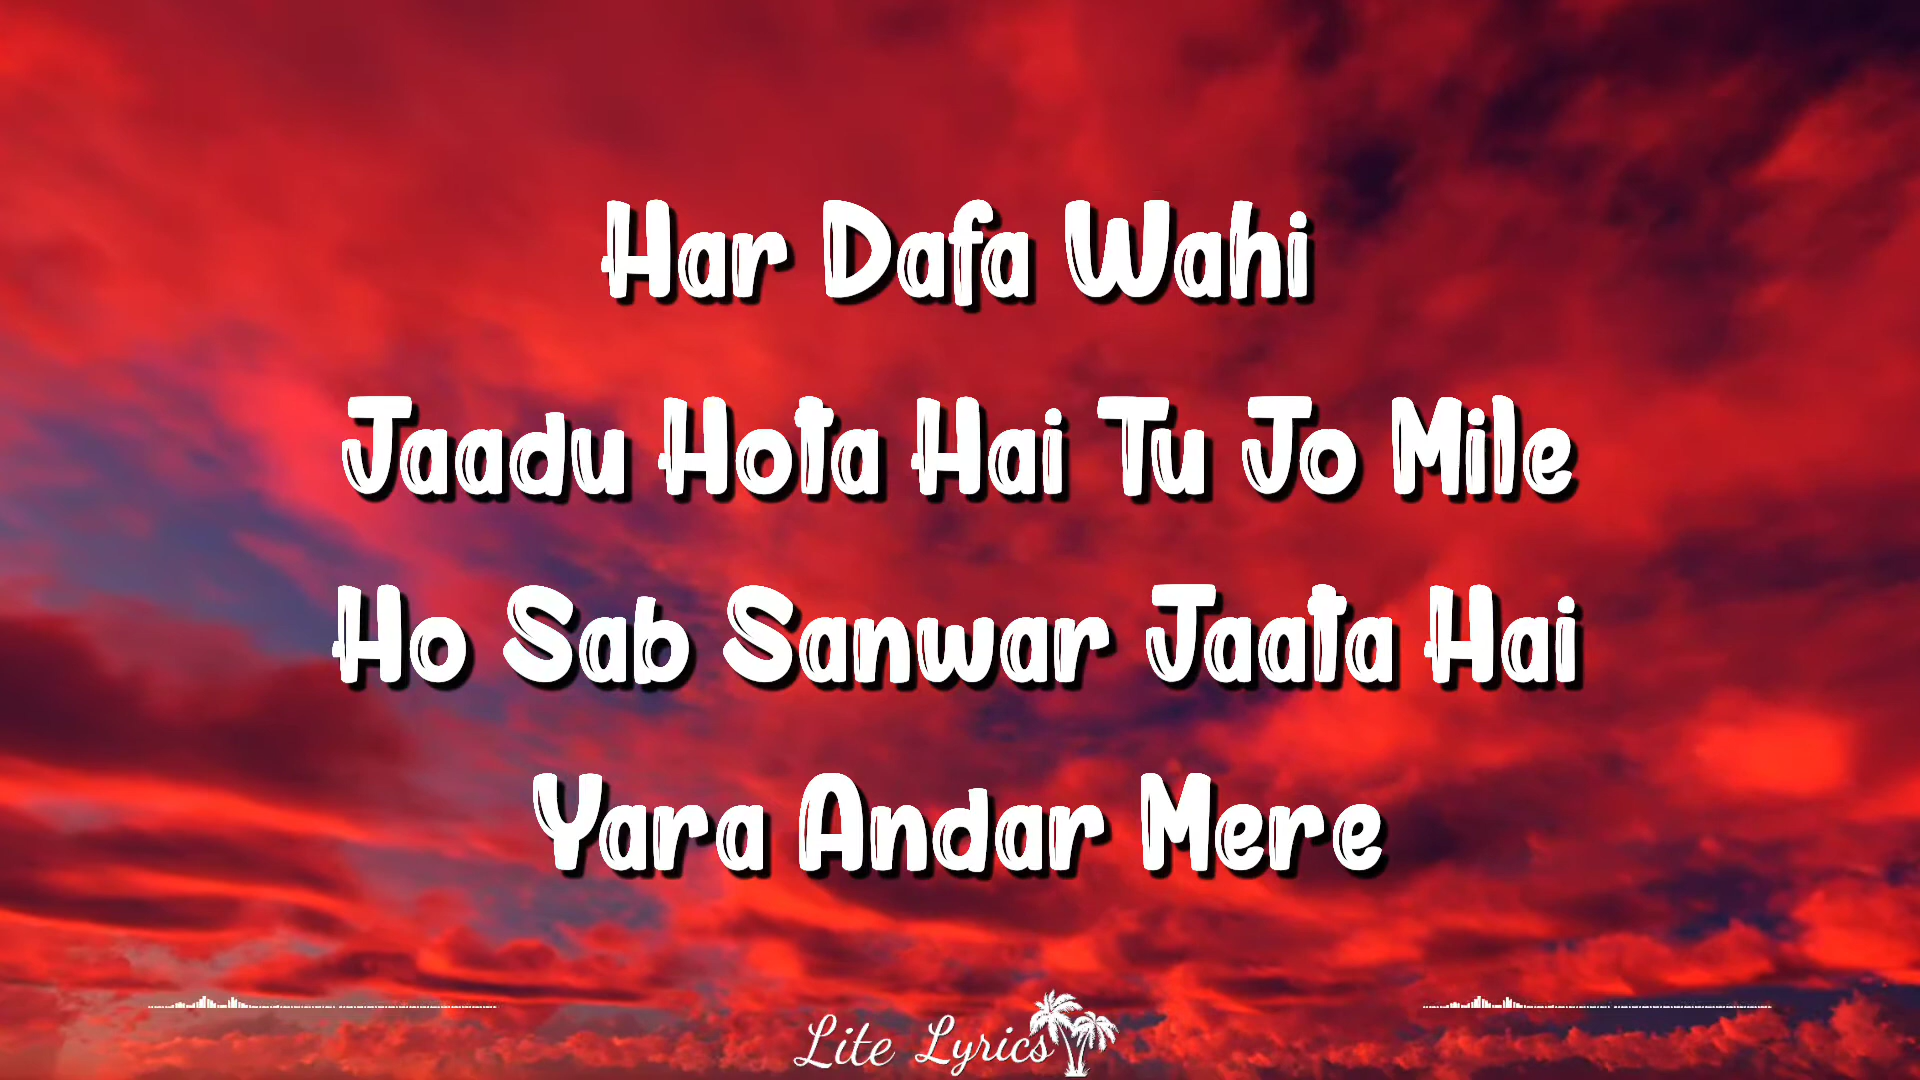 Har Dafa Wahi
Jaadu Hota Hai Tu Jo Mile
Ho Sab Sanwar Jaata Hai
Yara Andar Mere
Lite Lyrics